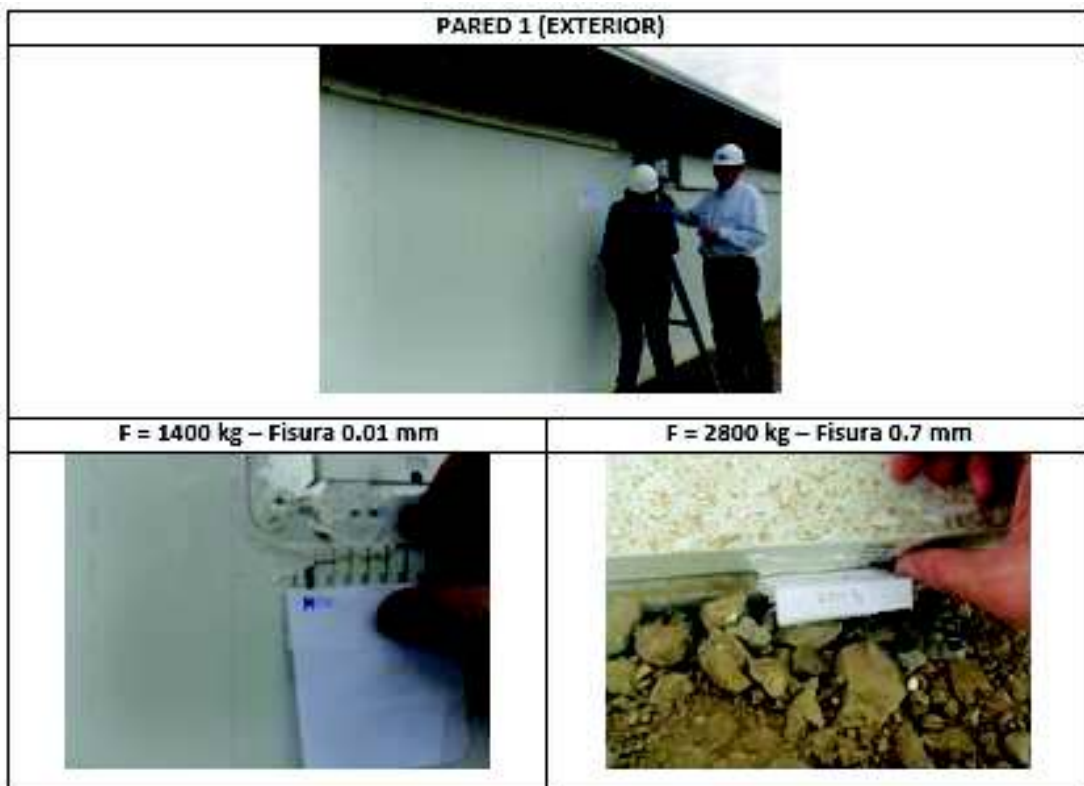 PARED 1 (EXTERIOR)
F = 1400 kg – Fisura 0.01 mm
F = 2800 kg – Fisura 0.7 mm